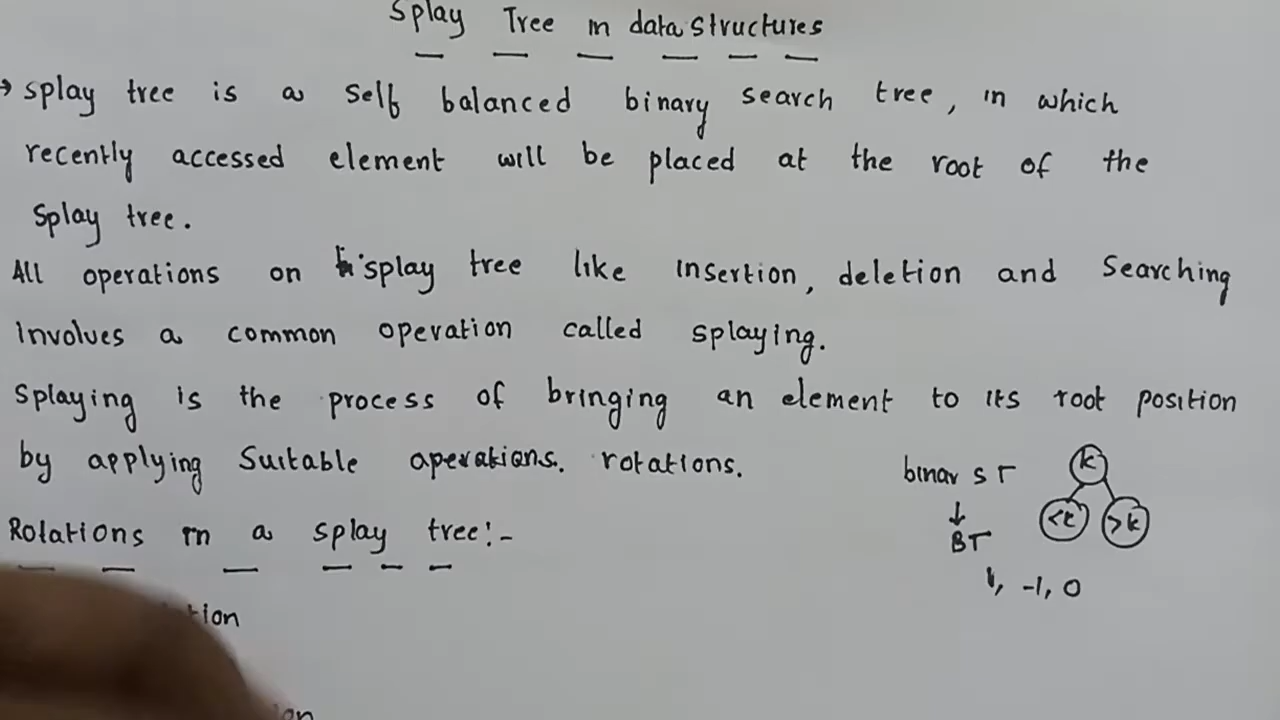 Splay Tree in data structures
→ splay tree is a self balanced binary search tree, in which
recently accessed element will be placed at the root of the
splay tree.
All operations on splay tree like insertion, deletion and searching
involves a common operation called splaying.
Splaying is the process of bringing an element to its root position
by applying suitable operations. rotations.
binar s T
K
<k
>k
BT
1, -1, 0
Rotations in a splay tree:-
tion
on